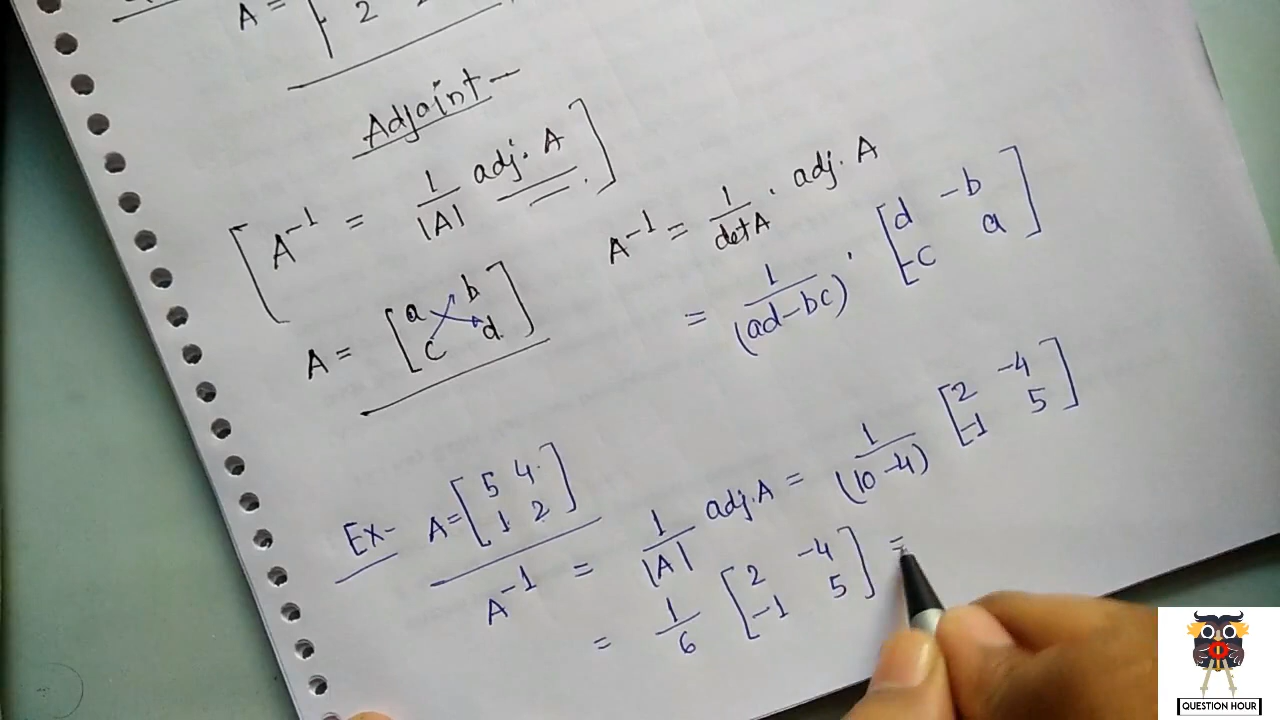 A = [ 2
Adjoint -
[ A⁻¹ = 1/|A| adj. A ]
A = [ a b
c d ]
A⁻¹ = 1/det A . adj. A
= 1/(ad-bc) . [ d -b
-c a ]
Ex- A = [ 5 4
1 2 ]
A⁻¹ = 1/|A| adj. A = 1/(10-4) [ 2 -4
-1 5 ]
= 1/6 [ 2 -4
-1 5 ] =
QUESTION HOUR